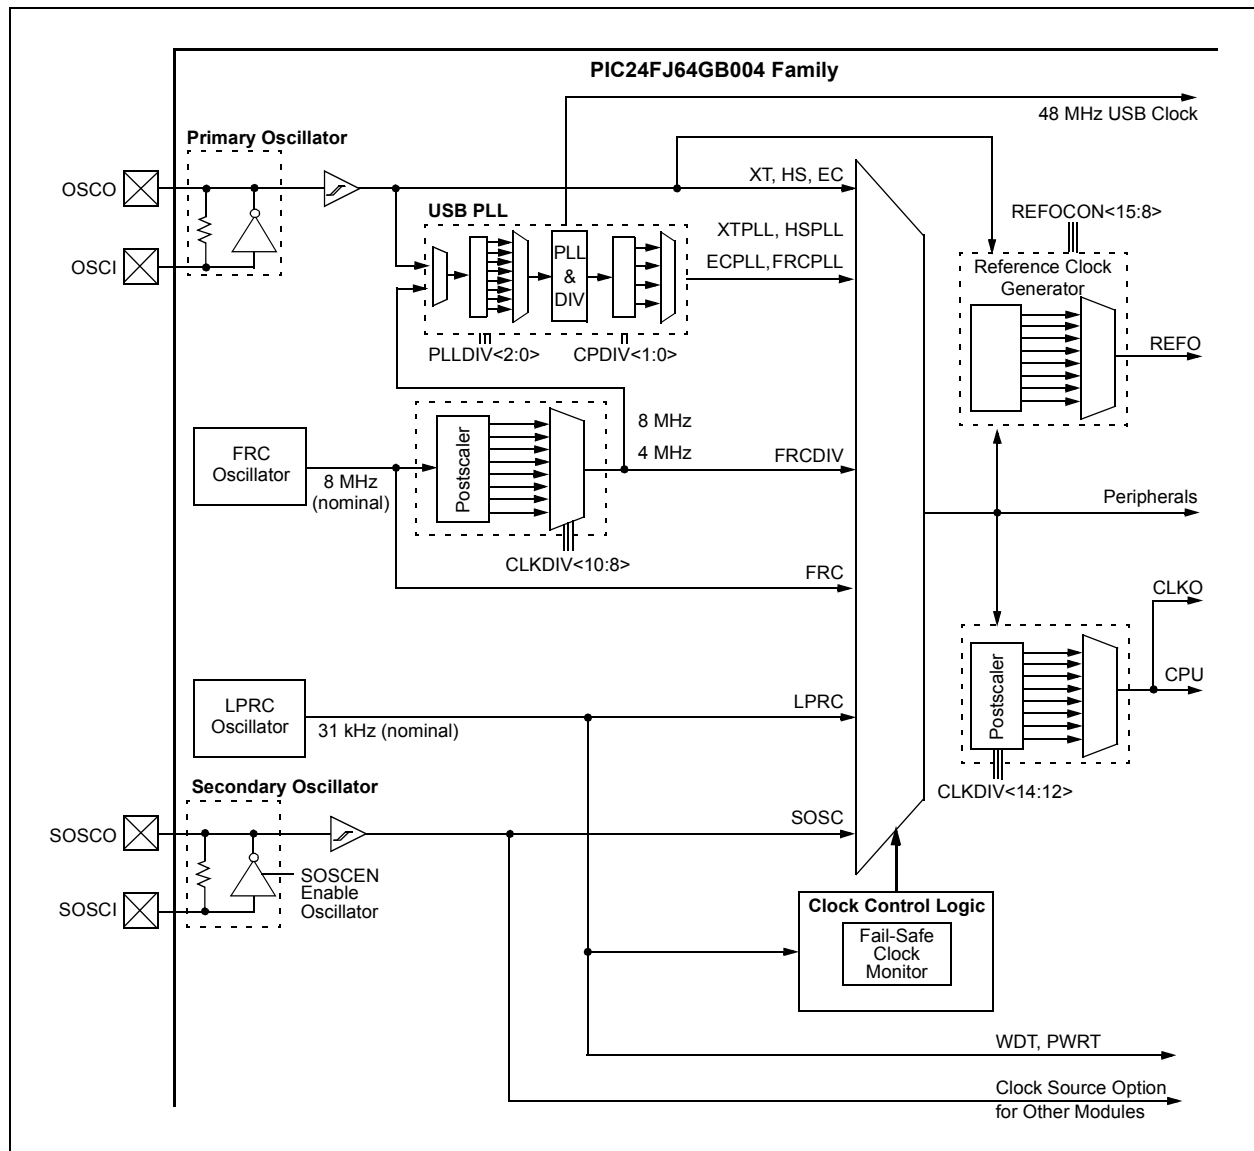 PIC24FJ64GB004 Family
48 MHz USB Clock
Primary Oscillator
OSCO
OSCI
XT, HS, EC
USB PLL
XTPLL, HSPLL
ECPLL,FRCPLL
PLL
&
DIV
PLLDIV<2:0>
CPDIV<1:0>
REFOCON<15:8>
Reference Clock
Generator
REFO
FRC
Oscillator
8 MHz
(nominal)
Postscaler
8 MHz
4 MHz
FRCDIV
CLKDIV<10:8>
FRC
Peripherals
CLKO
CPU
Postscaler
CLKDIV<14:12>
LPRC
Oscillator
31 kHz (nominal)
LPRC
Secondary Oscillator
SOSCO
SOSCI
SOSCEN
Enable
Oscillator
SOSC
Clock Control Logic
Fail-Safe
Clock
Monitor
WDT, PWRT
Clock Source Option
for Other Modules